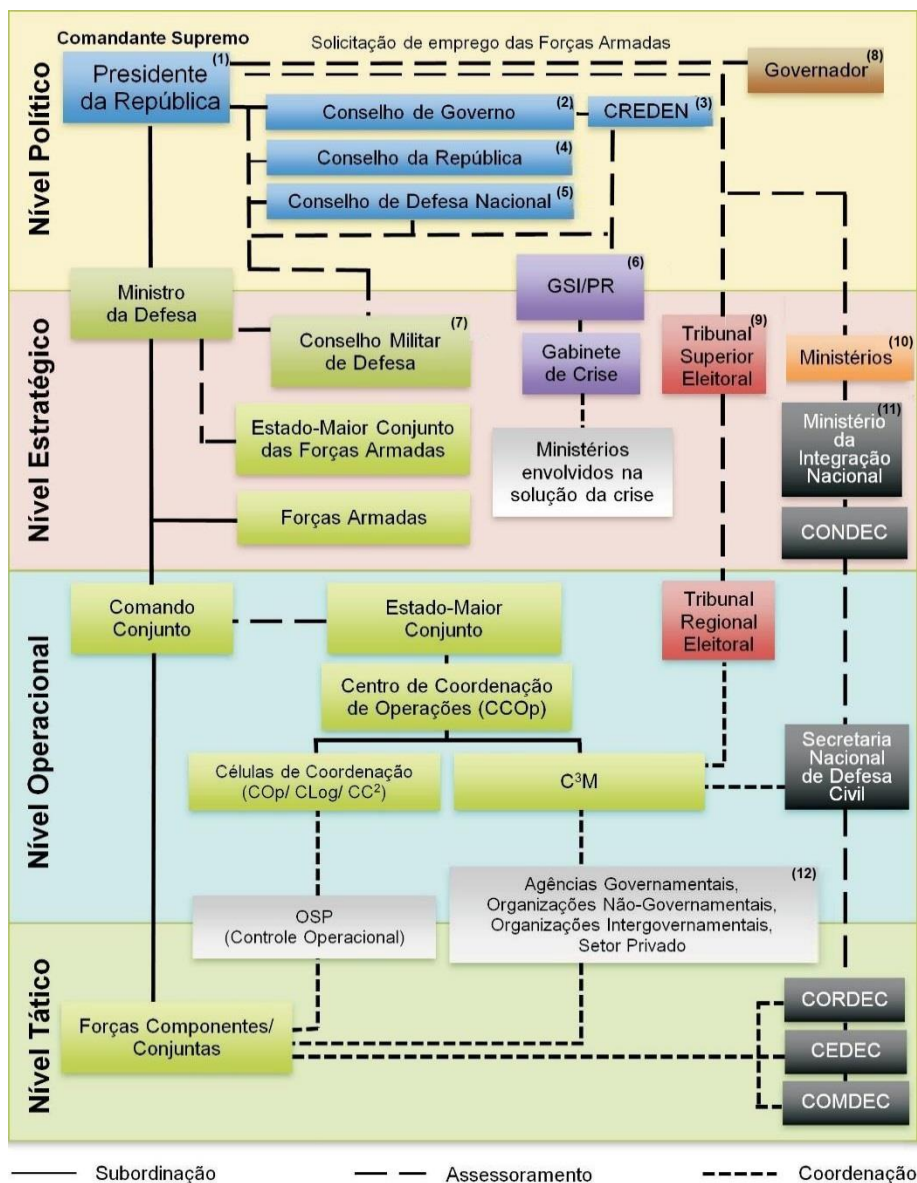 Nível Político
Comandante Supremo
Presidente (1)
da República
Solicitação de emprego das Forças Armadas
Governador (8)
Conselho de Governo (2)
CREDEN (3)
Conselho da República (4)
Conselho de Defesa Nacional (5)
Nível Estratégico
Ministro
da Defesa
Conselho Militar (7)
de Defesa
GSI/PR (6)
Gabinete
de Crise
Ministérios
envolvidos na
solução da crise
Tribunal (9)
Superior
Eleitoral
Ministérios (10)
Ministério (11)
da
Integração
Nacional
CONDEC
Estado-Maior Conjunto
das Forças Armadas
Forças Armadas
Nível Operacional
Comando
Conjunto
Estado-Maior
Conjunto
Tribunal
Regional
Eleitoral
Centro de Coordenação
de Operações (CCOp)
Células de Coordenação
(COp/ CLog/ CC²)
C³M
Secretaria
Nacional
de Defesa
Civil
OSP
(Controle Operacional)
Agências Governamentais, (12)
Organizações Não-Governamentais,
Organizações Intergovernamentais,
Setor Privado
Nível Tático
Forças Componentes/
Conjuntas
CORDEC
CEDEC
COMDEC
Subordinação
Assessoramento
Coordenação